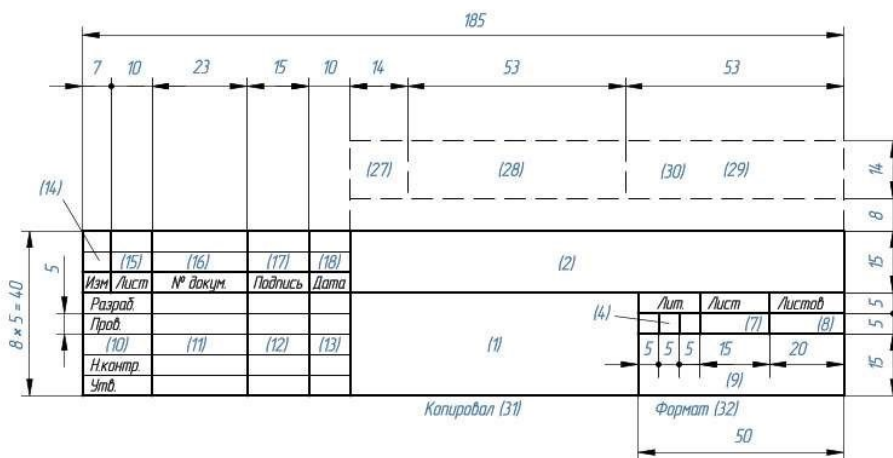 185
7 10 23 15 10 14 53 53
(27) (28) (30) (29) 14
(14) 8
(15) (16) (17) (18) (2) 15
5
Изм Лист № докум. Подпись Дата
8 × 5 = 40
Разраб. Лит. Лист Листов 5
Пров. (4) (7) (8) 5
(10) (11) (12) (13) (1) 5 5 5 15 20 15
Н.контр. (9)
Утв.
Копировал (31) Формат (32)
50